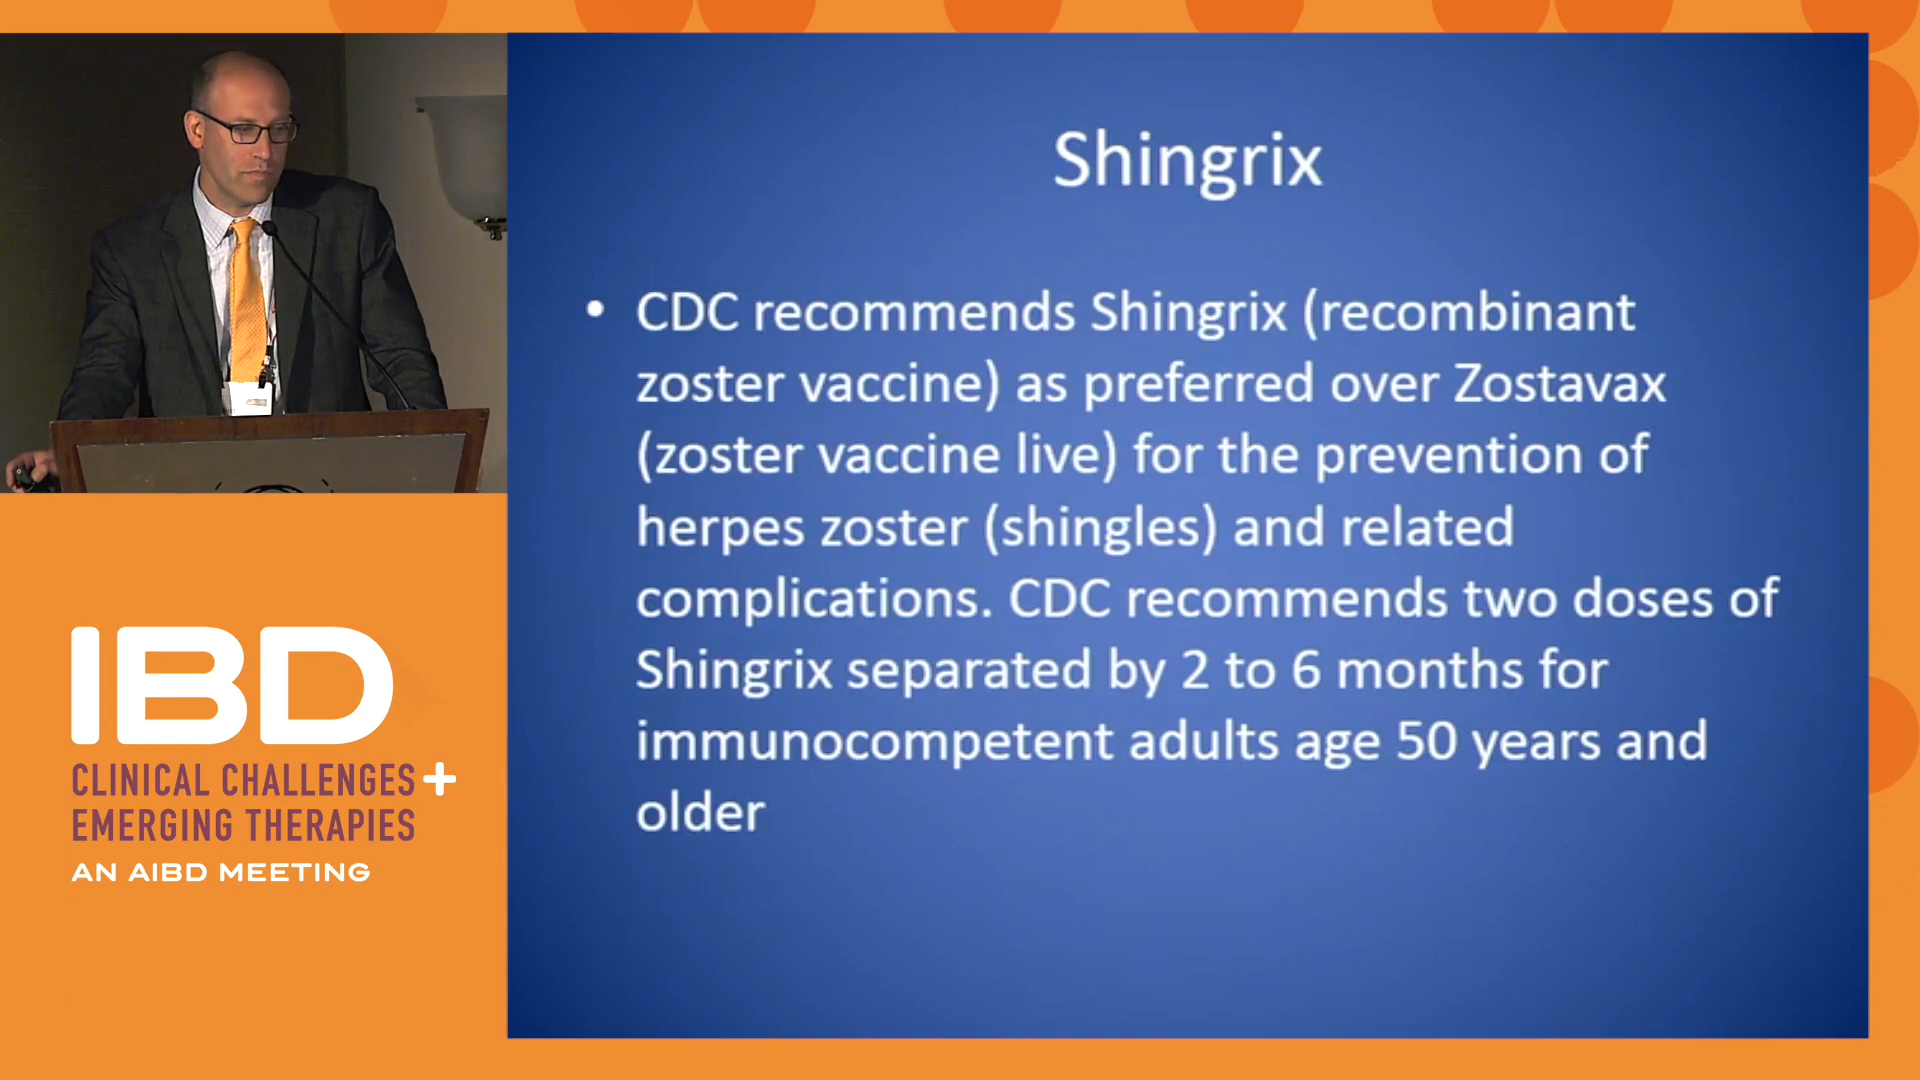 Shingrix
• CDC recommends Shingrix (recombinant
zoster vaccine) as preferred over Zostavax
(zoster vaccine live) for the prevention of
herpes zoster (shingles) and related
complications. CDC recommends two doses of
Shingrix separated by 2 to 6 months for
immunocompetent adults age 50 years and
older
IBD
CLINICAL CHALLENGES +
EMERGING THERAPIES
AN AIBD MEETING